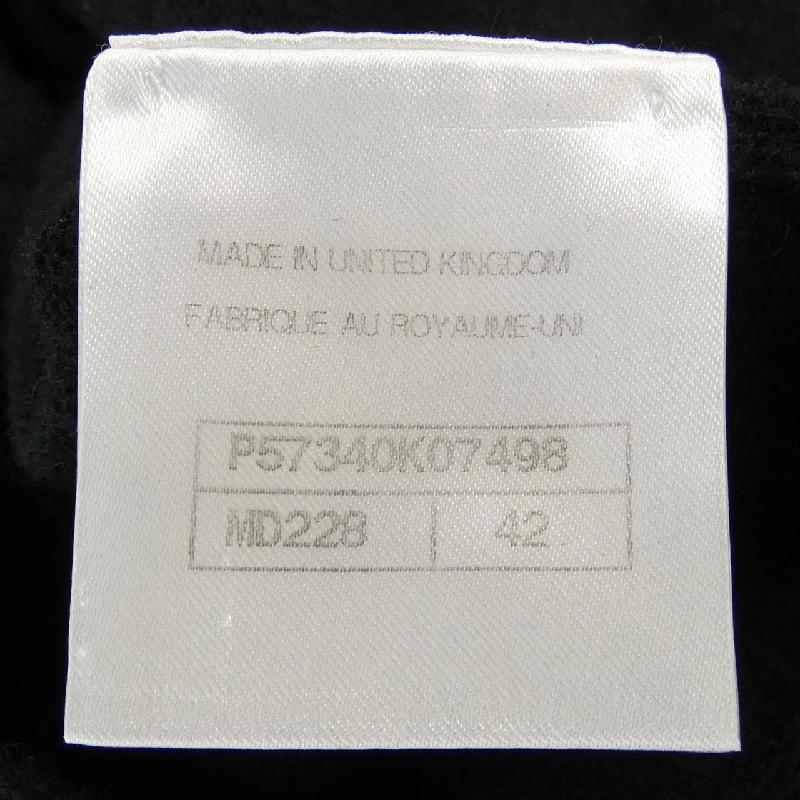 MADE IN UNITED KINGDOM
FABRIQUE AU ROYAUME-UNI
P57340K07498
MD228 42